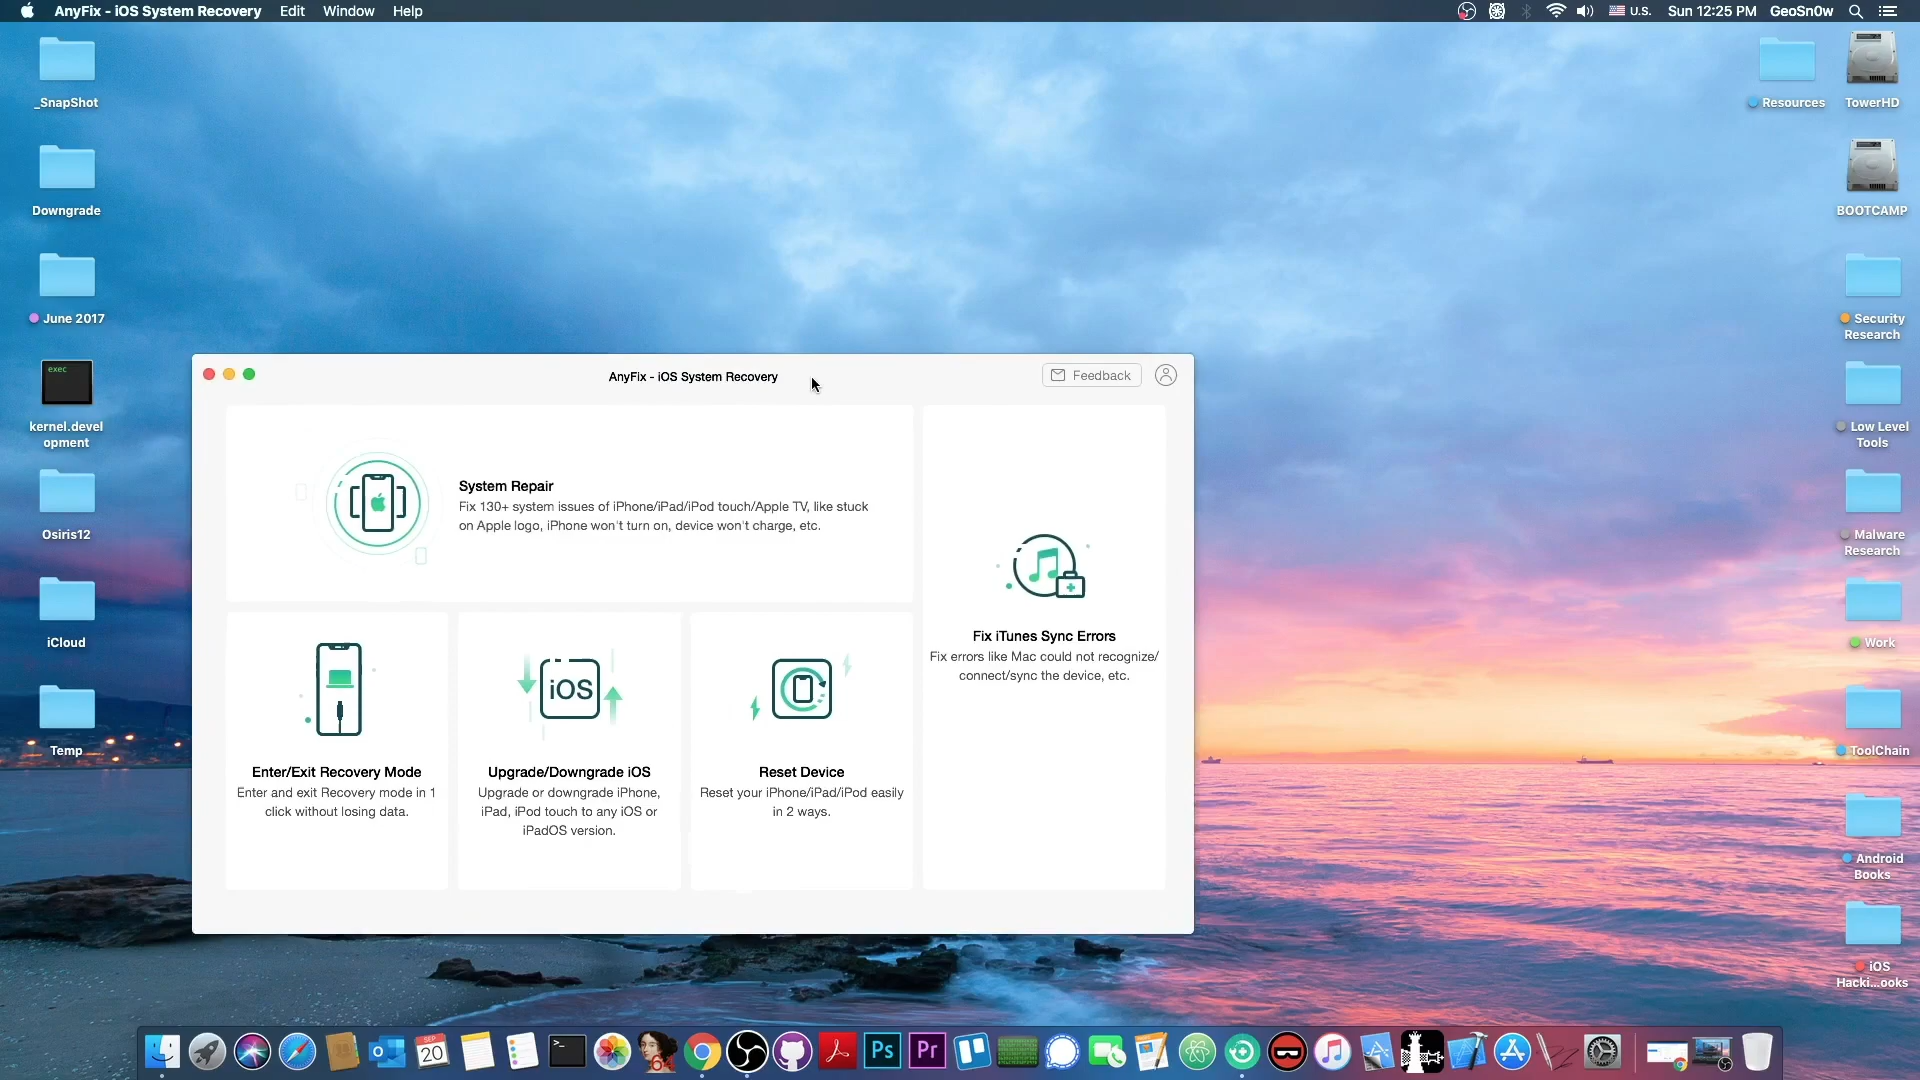 AnyFix - iOS System Recovery Edit Window Help U.S. Sun 12:25 PM GeoSn0w
_SnapShot
Downgrade
June 2017
exec
kernel.devel
opment
Osiris12
iCloud
Temp
Resources
TowerHD
BOOTCAMP
Security
Research
Low Level
Tools
Malware
Research
Work
ToolChain
Android
Books
iOS
Hacki...ooks
AnyFix - iOS System Recovery
Feedback
System Repair
Fix 130+ system issues of iPhone/iPad/iPod touch/Apple TV, like stuck
on Apple logo, iPhone won't turn on, device won't charge, etc.
Fix iTunes Sync Errors
Fix errors like Mac could not recognize/
connect/sync the device, etc.
Enter/Exit Recovery Mode
Enter and exit Recovery mode in 1
click without losing data.
iOS
Upgrade/Downgrade iOS
Upgrade or downgrade iPhone,
iPad, iPod touch to any iOS or
iPadOS version.
Reset Device
Reset your iPhone/iPad/iPod easily
in 2 ways.
SEP
20
Ps
Pr